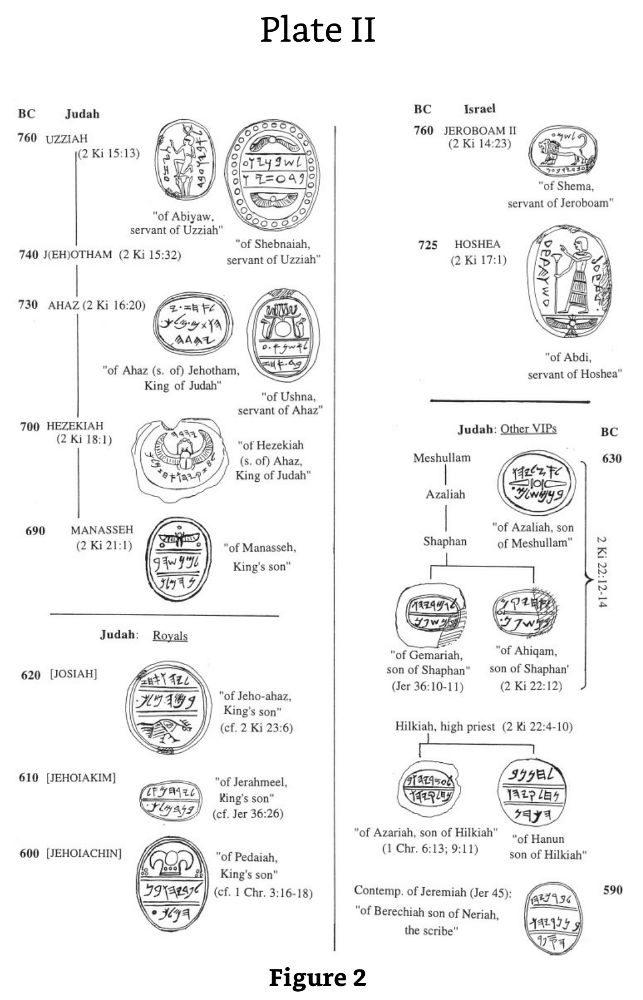 Plate II
BC Judah
760 UZZIAH
(2 Ki 15:13)
"of Abiyaw,
servant of Uzziah"
"of Shebnaiah,
servant of Uzziah"
740 J(EH)OTHAM (2 Ki 15:32)
730 AHAZ (2 Ki 16:20)
"of Ahaz (s. of) Jehotham,
King of Judah"
"of Ushna,
servant of Ahaz"
700 HEZEKIAH
(2 Ki 18:1)
"of Hezekiah
(s. of) Ahaz,
King of Judah"
690 MANASSEH
(2 Ki 21:1)
"of Manasseh,
King's son"
Judah: Royals
620 [JOSIAH]
"of Jeho-ahaz,
King's son"
(cf. 2 Ki 23:6)
610 [JEHOIAKIM]
"of Jerahmeel,
King's son"
(cf. Jer 36:26)
600 [JEHOIACHIN]
"of Pedaiah,
King's son"
(cf. 1 Chr. 3:16-18)
BC Israel
760 JEROBOAM II
(2 Ki 14:23)
"of Shema,
servant of Jeroboam"
725 HOSHEA
(2 Ki 17:1)
"of Abdi,
servant of Hoshea"
Judah: Other VIPs BC
Meshullam 630
Azaliah
Shaphan
"of Azaliah, son
of Meshullam"
2 Ki 22:12-14
"of Gemariah,
son of Shaphan"
(Jer 36:10-11)
"of Ahiqam,
son of Shaphan'
(2 Ki 22:12)
Hilkiah, high priest (2 Ki 22:4-10)
"of Azariah, son of Hilkiah"
(1 Chr. 6:13; 9:11)
"of Hanun
son of Hilkiah"
Contemp. of Jeremiah (Jer 45): 590
"of Berechiah son of Neriah,
the scribe"
Figure 2